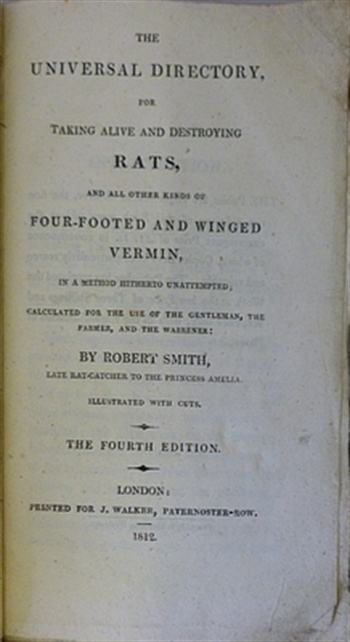 THE
UNIVERSAL DIRECTORY,
FOR
TAKING ALIVE AND DESTROYING
RATS,
AND ALL OTHER KINDS OF
FOUR-FOOTED AND WINGED
VERMIN,
IN A METHOD HITHERTO UNATTEMPTED;
CALCULATED FOR THE USE OF THE GENTLEMAN, THE
FARMER, AND THE WARRENER:
BY ROBERT SMITH,
LATE RAT-CATCHER TO THE PRINCESS AMELIA.
ILLUSTRATED WITH CUTS.
THE FOURTH EDITION.
LONDON:
PRINTED FOR J. WALKER, PATERNOSTER-ROW.
1812.